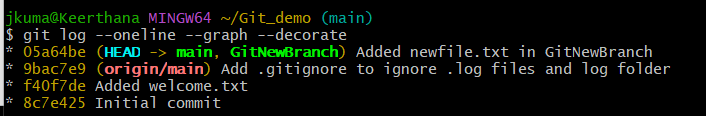 jkuma@Keerthana MINGW64 ~/Git_demo (main)
$ git log --oneline --graph --decorate
* 05a64be (HEAD -> main, GitNewBranch) Added newfile.txt in GitNewBranch
* 9bac7e9 (origin/main) Add .gitignore to ignore .log files and log folder
* f40f7de Added welcome.txt
* 8c7e425 Initial commit